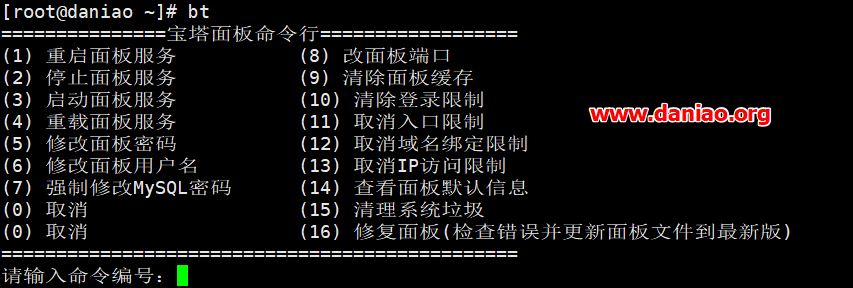 [root@daniao ~]# bt
===============宝塔面板命令行==================
(1) 重启面板服务           (8) 改面板端口
(2) 停止面板服务           (9) 清除面板缓存
(3) 启动面板服务           (10) 清除登录限制
(4) 重载面板服务           (11) 取消入口限制
(5) 修改面板密码           (12) 取消域名绑定限制
(6) 修改面板用户名         (13) 取消IP访问限制
(7) 强制修改MySQL密码      (14) 查看面板默认信息
(0) 取消                   (15) 清理系统垃圾
(0) 取消                   (16) 修复面板(检查错误并更新面板文件到最新版)
===============================================
请输入命令编号：
www.daniao.org